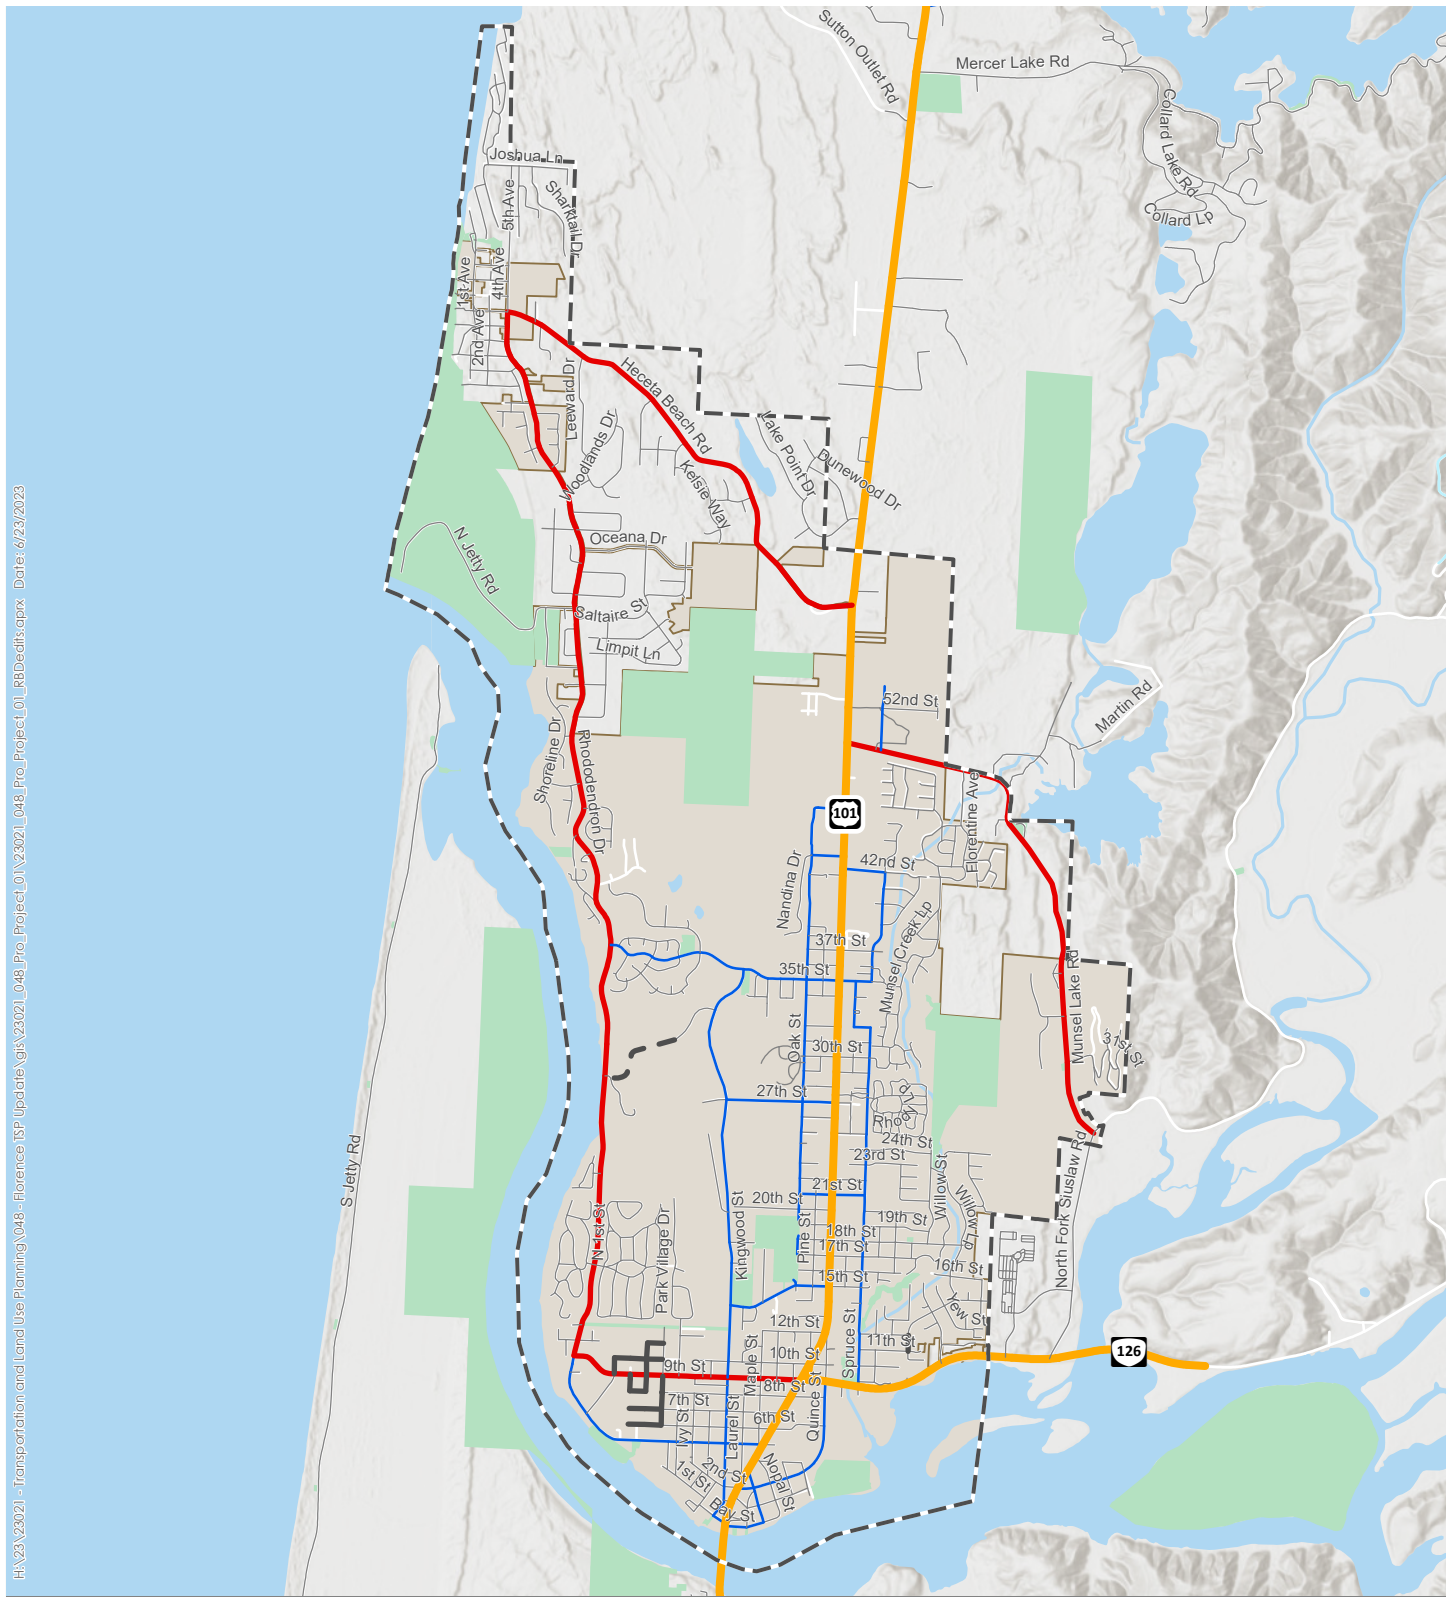 Sutton Outlet Rd
Mercer Lake Rd
Collard Lake Rd
Collard Lp
Joshua Ln
5th Ave
Sharktail Dr
1st Ave
4th Ave
2nd Ave
Leeward Dr
Heceta Beach Rd
Woodlands Dr
Lake Point Dr
Dunewood Dr
Kelsie Way
N Jetty Rd
Oceana Dr
Saltaire St
Limpit Ln
52nd St
Martin Rd
Shoreline Dr
Rhododendron Dr
101
Florentine Ave
42nd St
Nandina Dr
Munsel Creek Lp
37th St
35th St
Munsel Lake Rd
Oak St
30th St
31st St
27th St
Rhody Lp
24th St
23rd St
S Jetty Rd
21st St
20th St
Willow St
Willow Lp
North Fork Siuslaw Rd
Kingwood St
Park Village Dr
N 1st St
Pine St
19th St
18th St
17th St
16th St
15th St
Yew St
12th St
11th St
Spruce St
10th St
Maple St
126
9th St
8th St
7th St
6th St
Quince St
Ivy St
Laurel St
2nd St
1st St
Nopal St
Bay St
H:\23\23021 - Transportation and Land Use Planning\048 - Florence TSP Update\gis\23021_048_Pro_Project_01\23021_048_Pro_Project_01_RBDedits.aprx Date: 6/23/2023